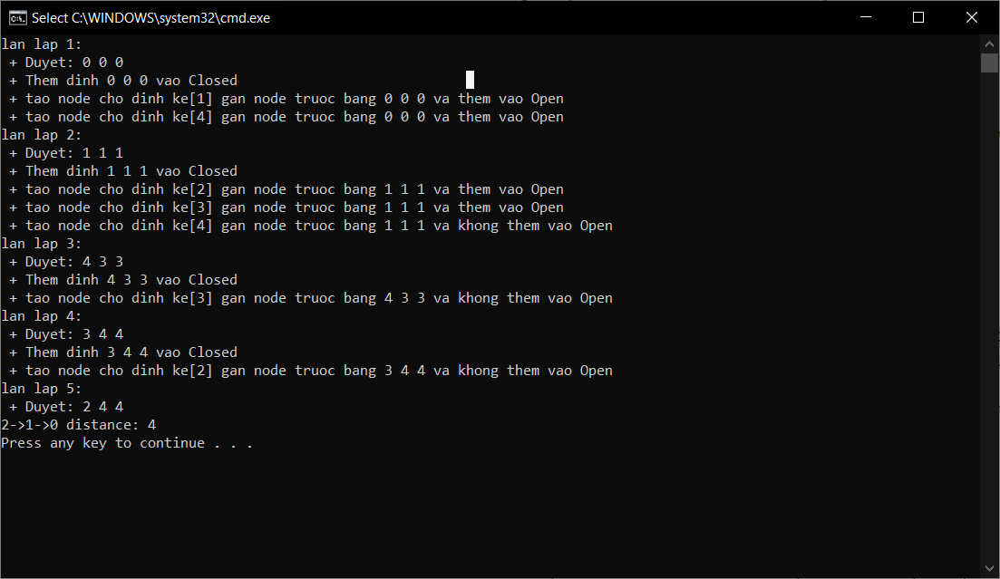 Select C:\WINDOWS\system32\cmd.exe
lan lap 1:
+ Duyet: 0 0 0
+ Them dinh 0 0 0 vao Closed
+ tao node cho dinh ke[1] gan node truoc bang 0 0 0 va them vao Open
+ tao node cho dinh ke[4] gan node truoc bang 0 0 0 va them vao Open
lan lap 2:
+ Duyet: 1 1 1
+ Them dinh 1 1 1 vao Closed
+ tao node cho dinh ke[2] gan node truoc bang 1 1 1 va them vao Open
+ tao node cho dinh ke[3] gan node truoc bang 1 1 1 va them vao Open
+ tao node cho dinh ke[4] gan node truoc bang 1 1 1 va khong them vao Open
lan lap 3:
+ Duyet: 4 3 3
+ Them dinh 4 3 3 vao Closed
+ tao node cho dinh ke[3] gan node truoc bang 4 3 3 va khong them vao Open
lan lap 4:
+ Duyet: 3 4 4
+ Them dinh 3 4 4 vao Closed
+ tao node cho dinh ke[2] gan node truoc bang 3 4 4 va khong them vao Open
lan lap 5:
+ Duyet: 2 4 4
2->1->0 distance: 4
Press any key to continue . . .